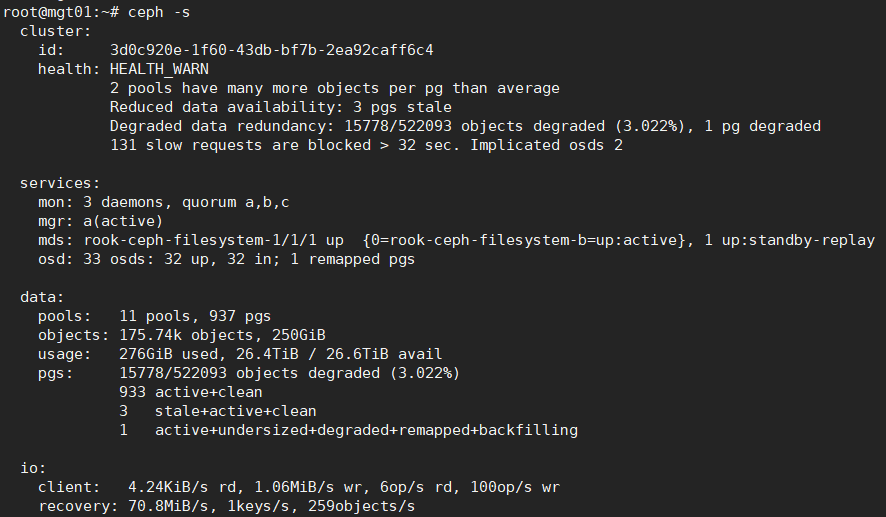 root@mgt01:~# ceph -s
  cluster:
    id:     3d0c920e-1f60-43db-bf7b-2ea92caff6c4
    health: HEALTH_WARN
            2 pools have many more objects per pg than average
            Reduced data availability: 3 pgs stale
            Degraded data redundancy: 15778/522093 objects degraded (3.022%), 1 pg degraded
            131 slow requests are blocked > 32 sec. Implicated osds 2

  services:
    mon: 3 daemons, quorum a,b,c
    mgr: a(active)
    mds: rook-ceph-filesystem-1/1/1 up  {0=rook-ceph-filesystem-b=up:active}, 1 up:standby-replay
    osd: 33 osds: 32 up, 32 in; 1 remapped pgs

  data:
    pools:   11 pools, 937 pgs
    objects: 175.74k objects, 250GiB
    usage:   276GiB used, 26.4TiB / 26.6TiB avail
    pgs:     15778/522093 objects degraded (3.022%)
             933 active+clean
             3   stale+active+clean
             1   active+undersized+degraded+remapped+backfilling

  io:
    client:   4.24KiB/s rd, 1.06MiB/s wr, 6op/s rd, 100op/s wr
    recovery: 70.8MiB/s, 1keys/s, 259objects/s